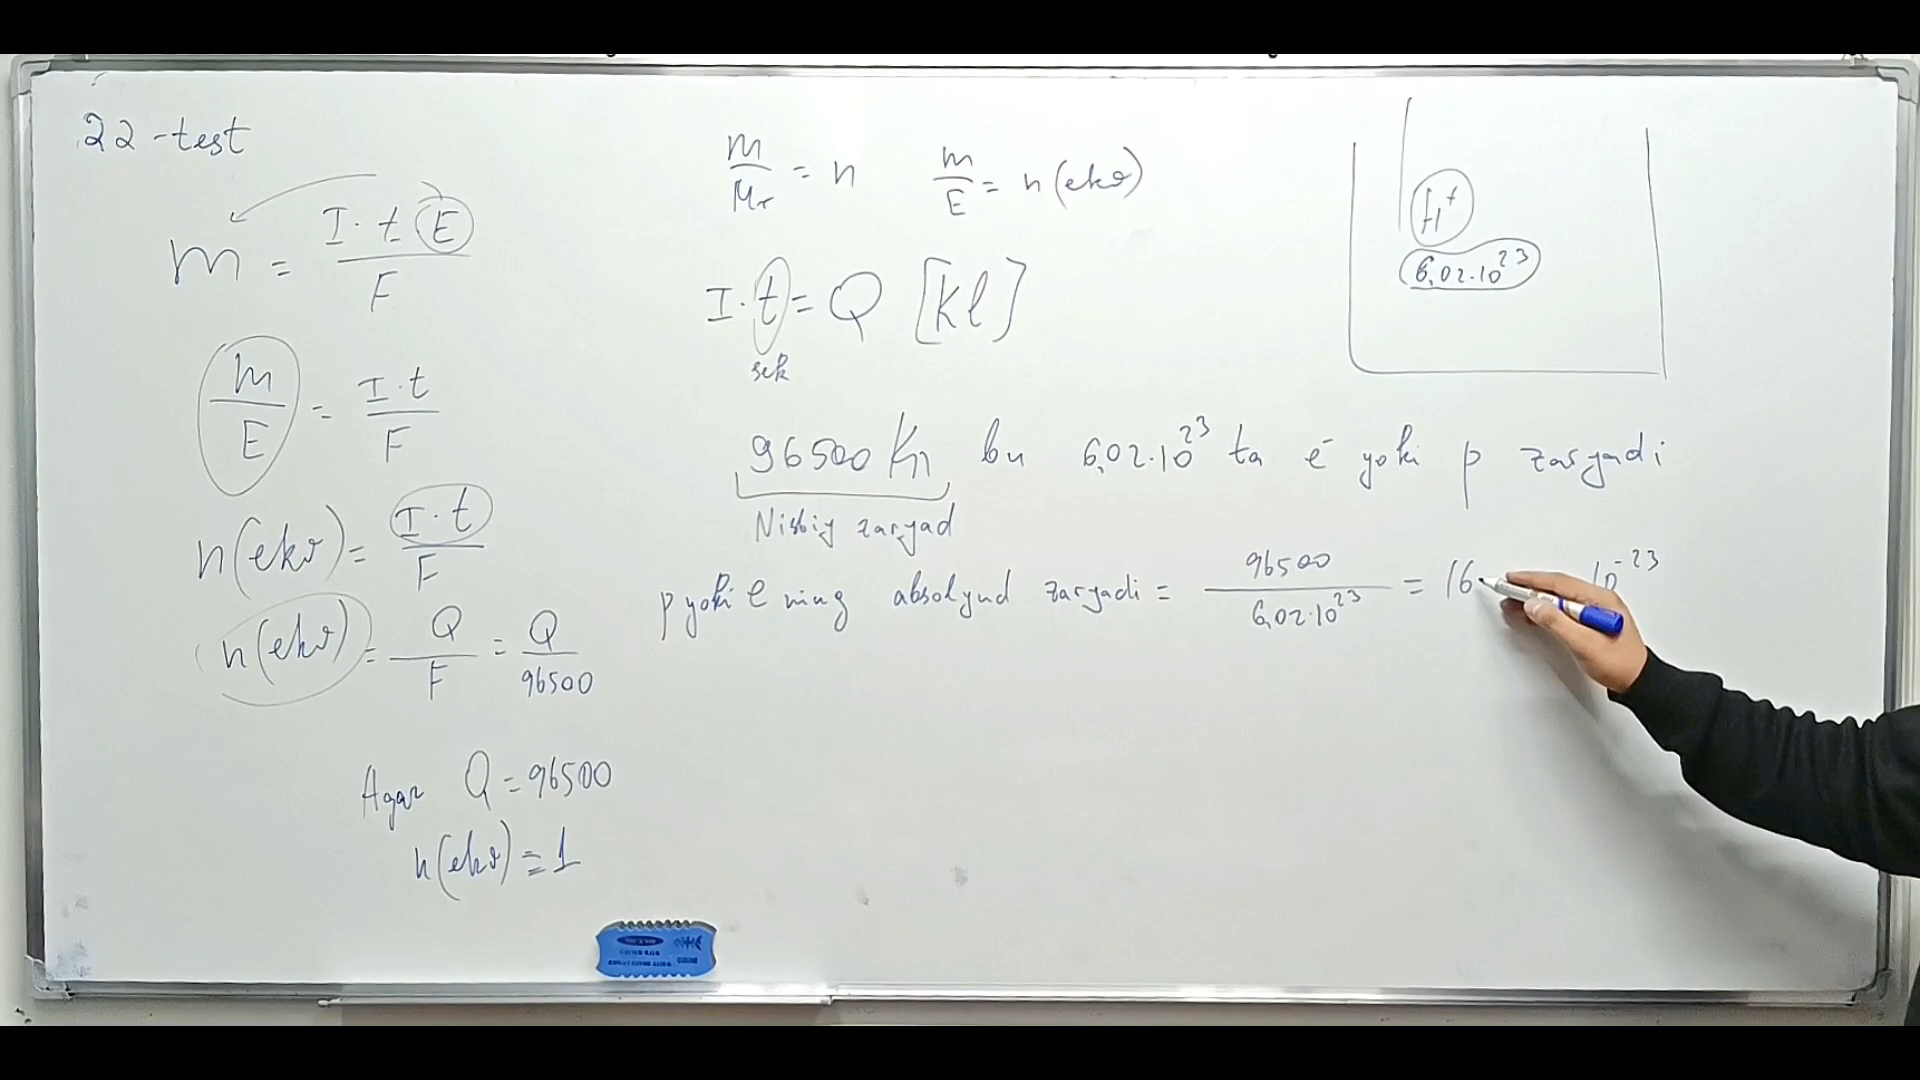 22-test
m = I·t E / F
m / E = I·t / F
n(ekv) = I·t / F
n(ekv) = Q / F = Q / 96500
Agar Q = 96500
n(ekv) = 1
m / Mr = n   m / E = n(ekv)
I·t = Q [Kl]
sek
96500 Kл bu 6,02·10²³ ta e⁻ yoki p zaryadi
Nisbiy zaryad
p yoki e ning absolyud zaryadi = 96500 / 6,02·10²³ = 16 10⁻²³
H⁺
6,02·10²³